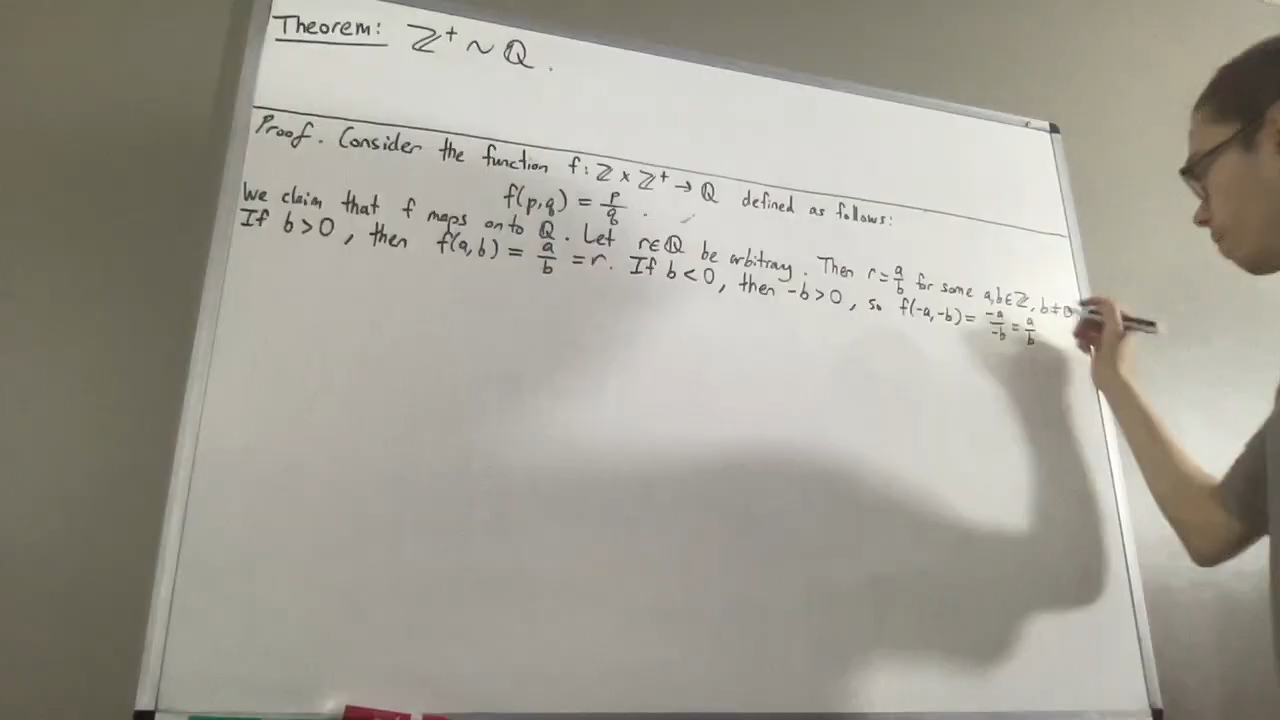 Theorem: ℤ⁺ ~ ℚ.
Proof. Consider the function f: ℤ × ℤ⁺ → ℚ defined as follows:
f(p,q) = p/q.
We claim that f maps onto ℚ. Let r∈ℚ be arbitray. Then r = a/b for some a,b∈ℤ, b≠0
If b>0, then f(a,b) = a/b = r. If b<0, then -b>0, so f(-a,-b) = -a/-b = a/b